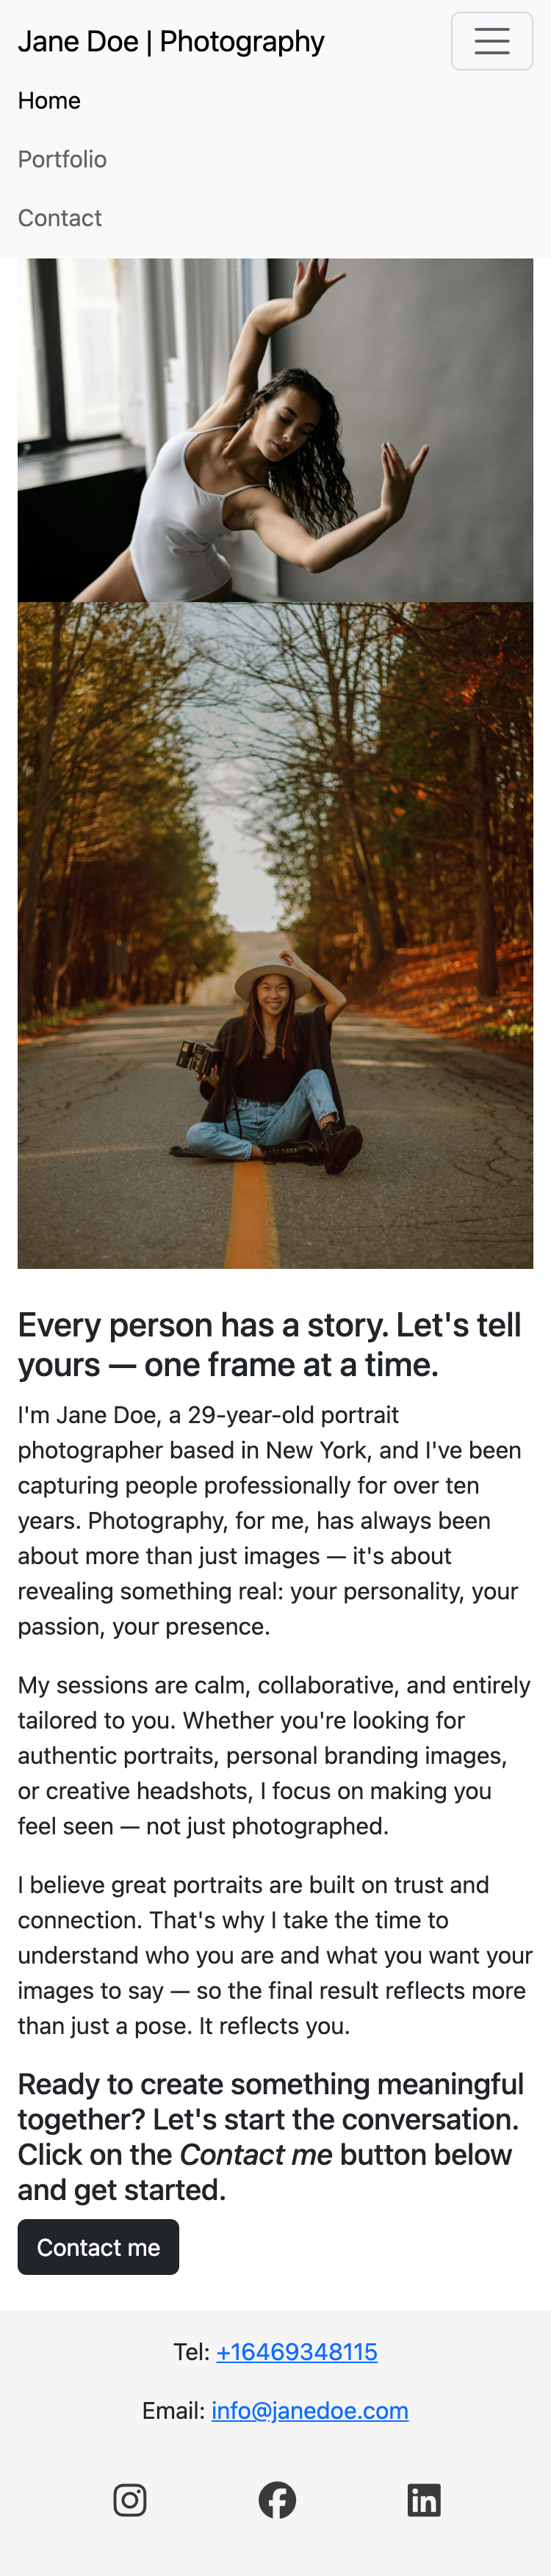 Jane Doe | Photography
Home
Portfolio
Contact
Every person has a story. Let's tell
yours — one frame at a time.
I'm Jane Doe, a 29-year-old portrait
photographer based in New York, and I've been
capturing people professionally for over ten
years. Photography, for me, has always been
about more than just images — it's about
revealing something real: your personality, your
passion, your presence.
My sessions are calm, collaborative, and entirely
tailored to you. Whether you're looking for
authentic portraits, personal branding images,
or creative headshots, I focus on making you
feel seen — not just photographed.
I believe great portraits are built on trust and
connection. That's why I take the time to
understand who you are and what you want your
images to say — so the final result reflects more
than just a pose. It reflects you.
Ready to create something meaningful
together? Let's start the conversation.
Click on the Contact me button below
and get started.
Contact me
Tel: +16469348115
Email: info@janedoe.com